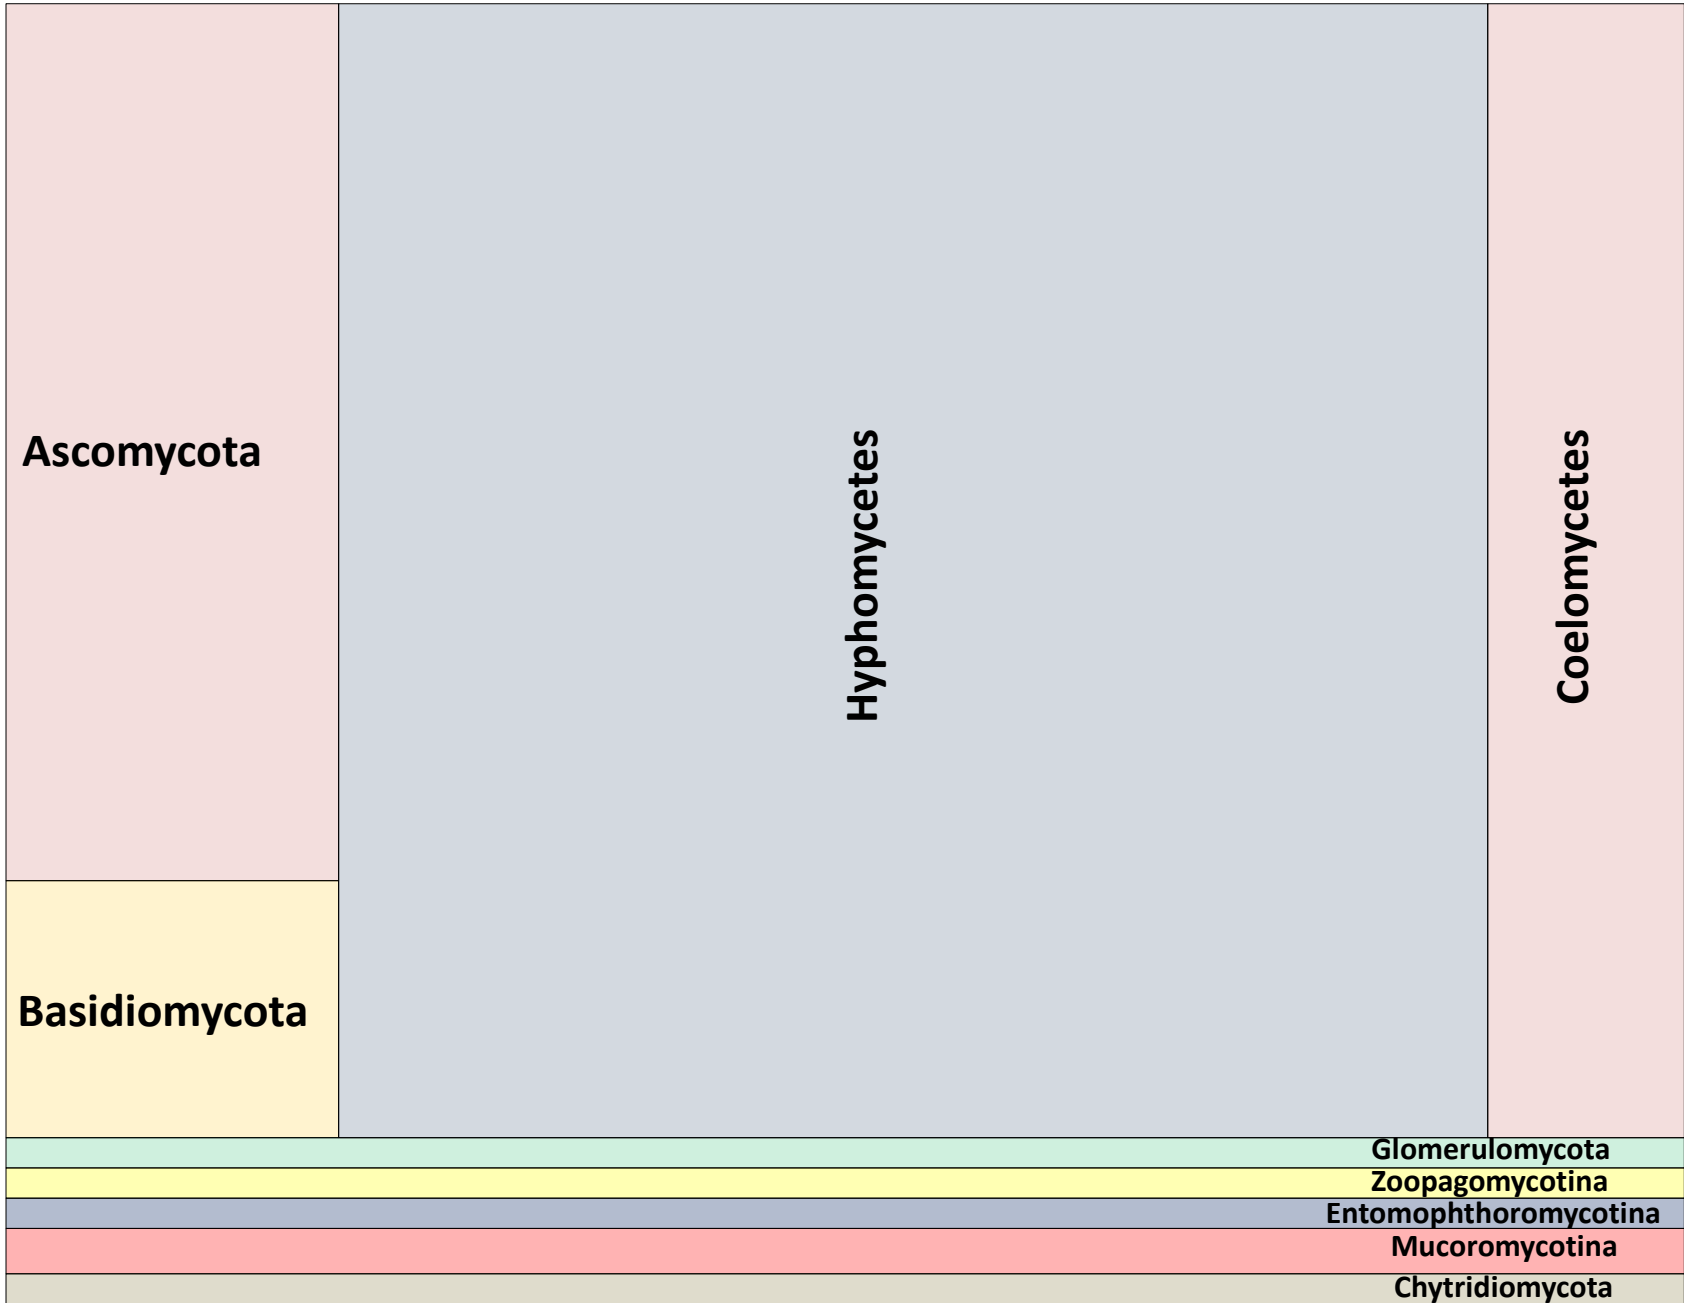 Ascomycota
Hyphomycetes
Coelomycetes
Basidiomycota
Glomerulomycota
Zoopagomycotina
Entomophthoromycotina
Mucoromycotina
Chytridiomycota